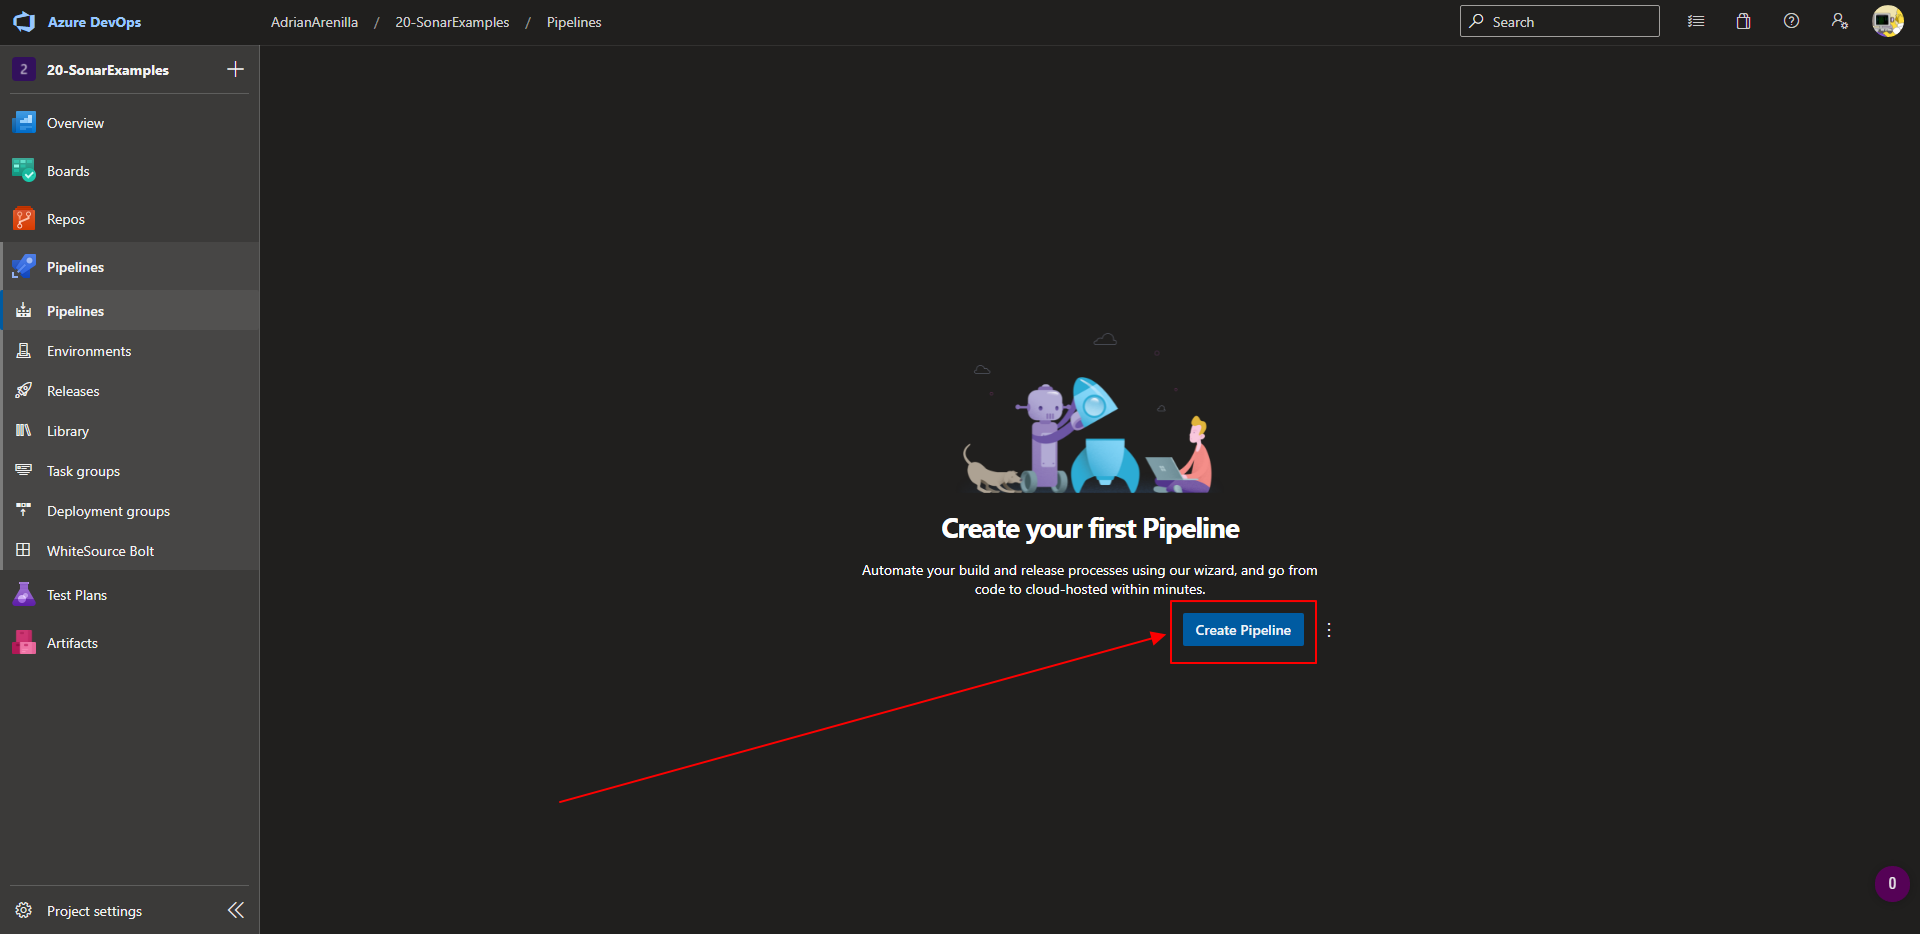 Azure DevOps
AdrianArenilla / 20-SonarExamples / Pipelines
Search
2
20-SonarExamples
Overview
Boards
Repos
Pipelines
Pipelines
Environments
Releases
Library
Task groups
Deployment groups
WhiteSource Bolt
Test Plans
Artifacts
Project settings
Create your first Pipeline
Automate your build and release processes using our wizard, and go from
code to cloud-hosted within minutes.
Create Pipeline
0